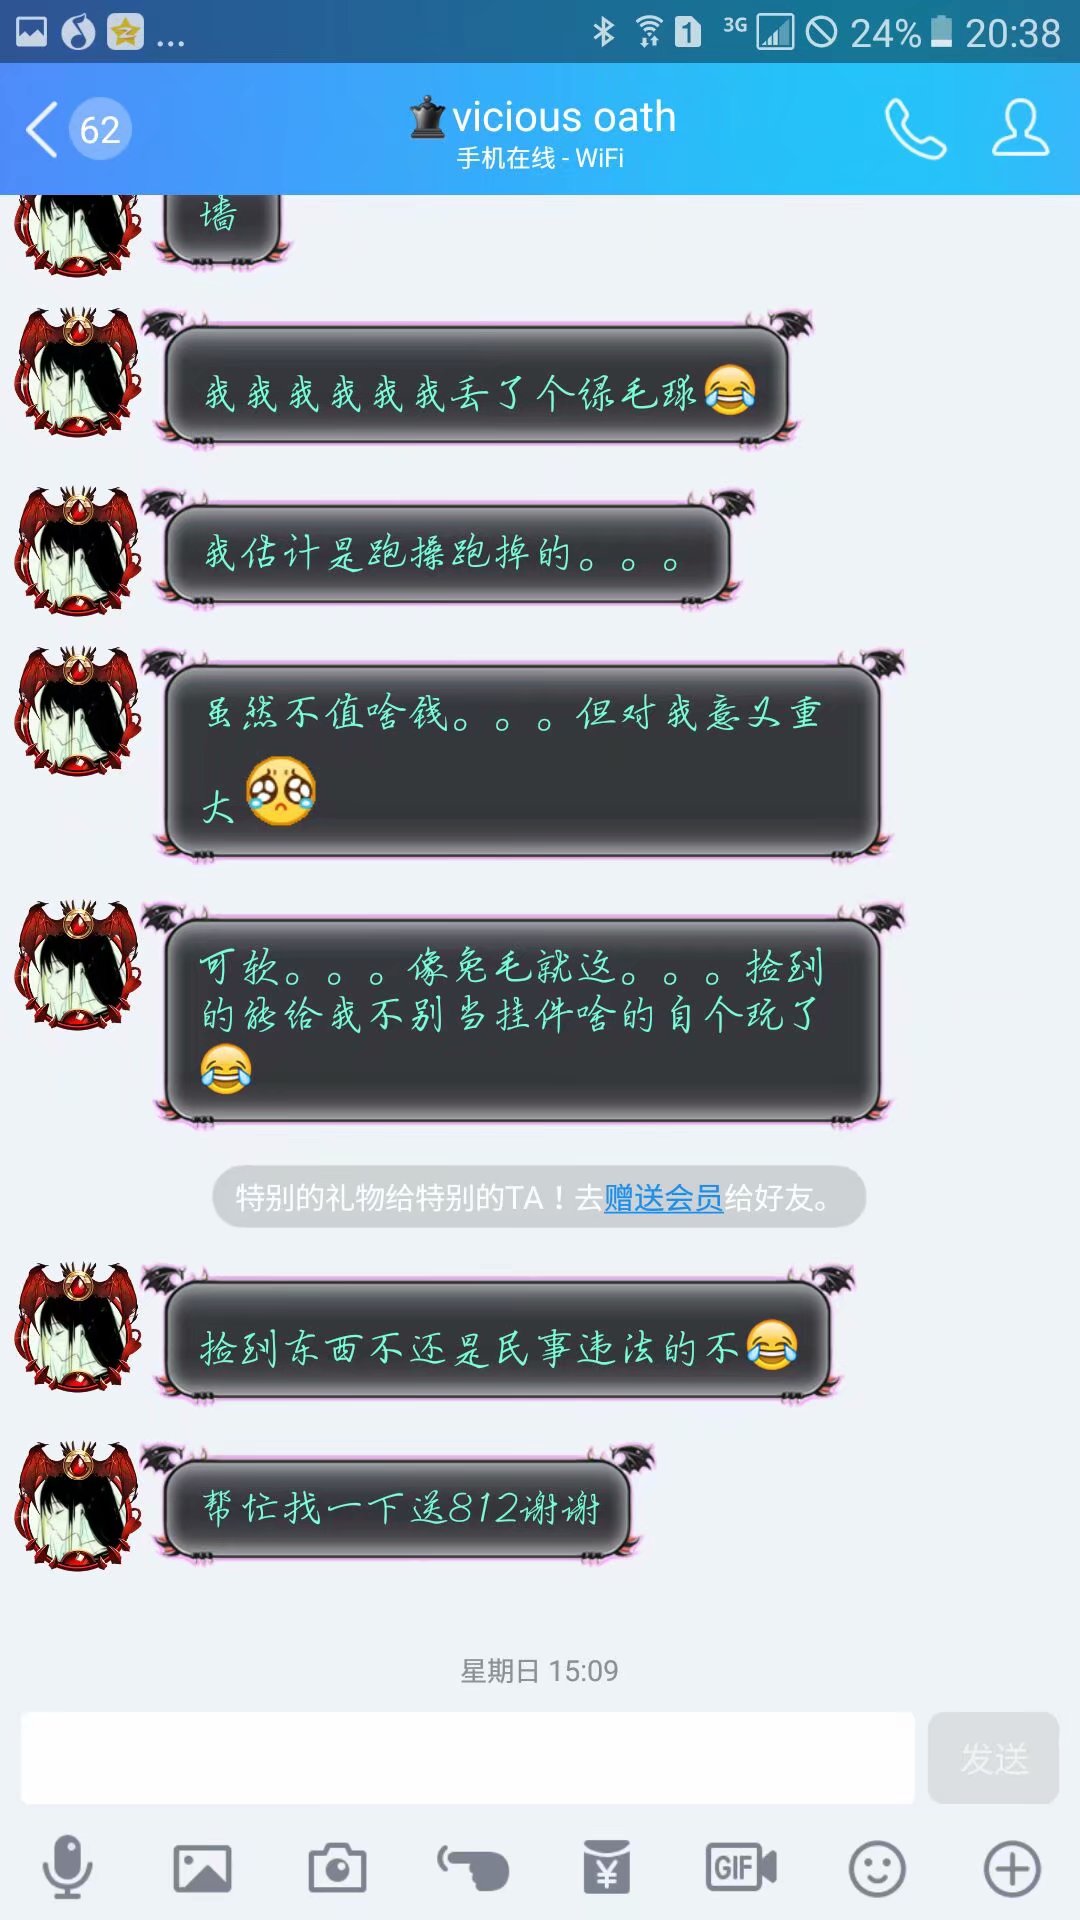 ... 1 3G 24% 20:38
62
vicious oath
手机在线 - WiFi
墙
我我我我我我丢了个绿毛球😂
我估计是跑操跑掉的。。。
虽然不值啥钱。。。但对我意义重
大
可软。。。像兔毛就这。。。捡到
的能给我不别当挂件啥的自个玩了
😂
特别的礼物给特别的TA！去赠送会员给好友。
捡到东西不还是民事违法的不😂
帮忙找一下送812谢谢
星期日 15:09
发送
GIF